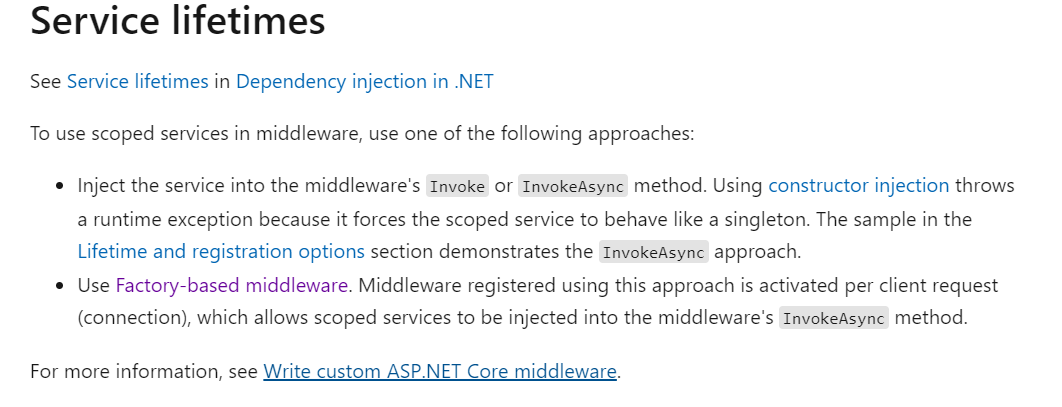 Service lifetimes
See Service lifetimes in Dependency injection in .NET
To use scoped services in middleware, use one of the following approaches:
• Inject the service into the middleware's Invoke or InvokeAsync method. Using constructor injection throws
a runtime exception because it forces the scoped service to behave like a singleton. The sample in the
Lifetime and registration options section demonstrates the InvokeAsync approach.
• Use Factory-based middleware. Middleware registered using this approach is activated per client request
(connection), which allows scoped services to be injected into the middleware's InvokeAsync method.
For more information, see Write custom ASP.NET Core middleware.